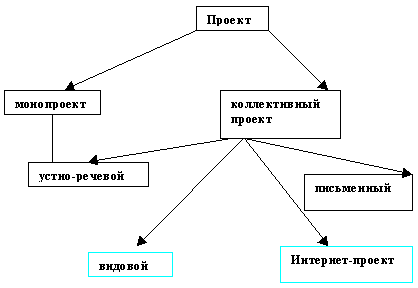 Проект
монопроект
коллективный
проект
устно-речевой
письменный
видовой
Интернет-проект